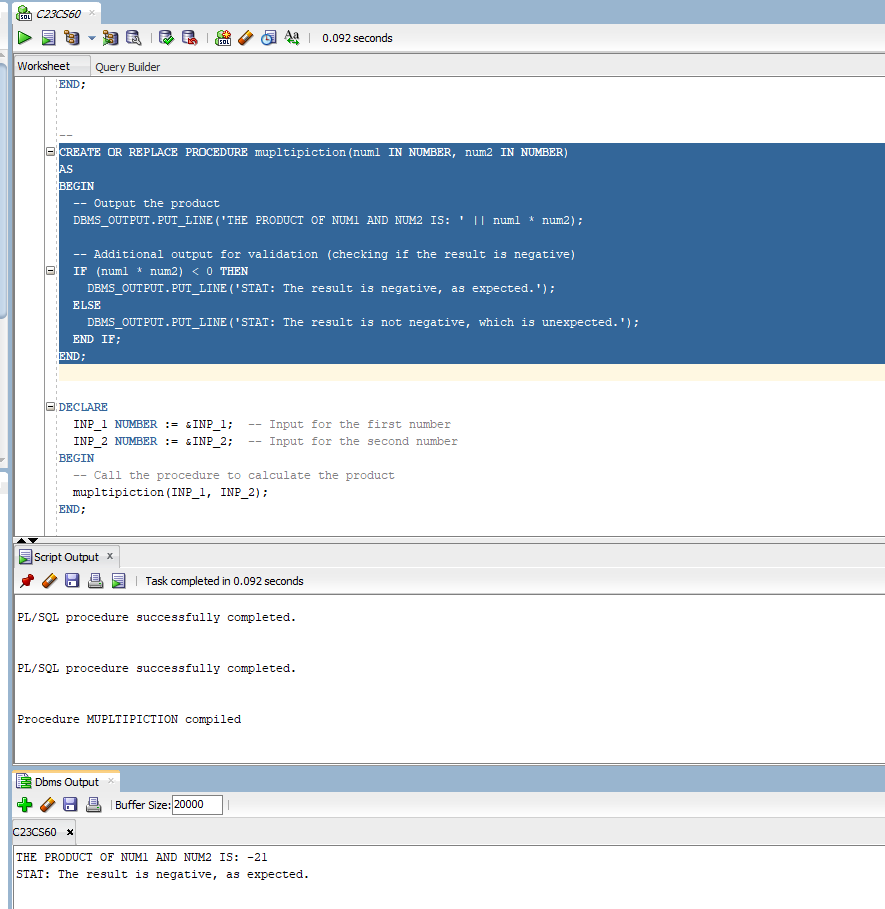 C23CS60
0.092 seconds
Worksheet Query Builder
END;
--
CREATE OR REPLACE PROCEDURE mupltipiction(num1 IN NUMBER, num2 IN NUMBER)
AS
BEGIN
-- Output the product
DBMS_OUTPUT.PUT_LINE('THE PRODUCT OF NUM1 AND NUM2 IS: ' || num1 * num2);
-- Additional output for validation (checking if the result is negative)
IF (num1 * num2) < 0 THEN
DBMS_OUTPUT.PUT_LINE('STAT: The result is negative, as expected.');
ELSE
DBMS_OUTPUT.PUT_LINE('STAT: The result is not negative, which is unexpected.');
END IF;
END;
DECLARE
INP_1 NUMBER := &INP_1; -- Input for the first number
INP_2 NUMBER := &INP_2; -- Input for the second number
BEGIN
-- Call the procedure to calculate the product
mupltipiction(INP_1, INP_2);
END;
Script Output
Task completed in 0.092 seconds
PL/SQL procedure successfully completed.
PL/SQL procedure successfully completed.
Procedure MUPLTIPICTION compiled
Dbms Output
Buffer Size: 20000
C23CS60
THE PRODUCT OF NUM1 AND NUM2 IS: -21
STAT: The result is negative, as expected.